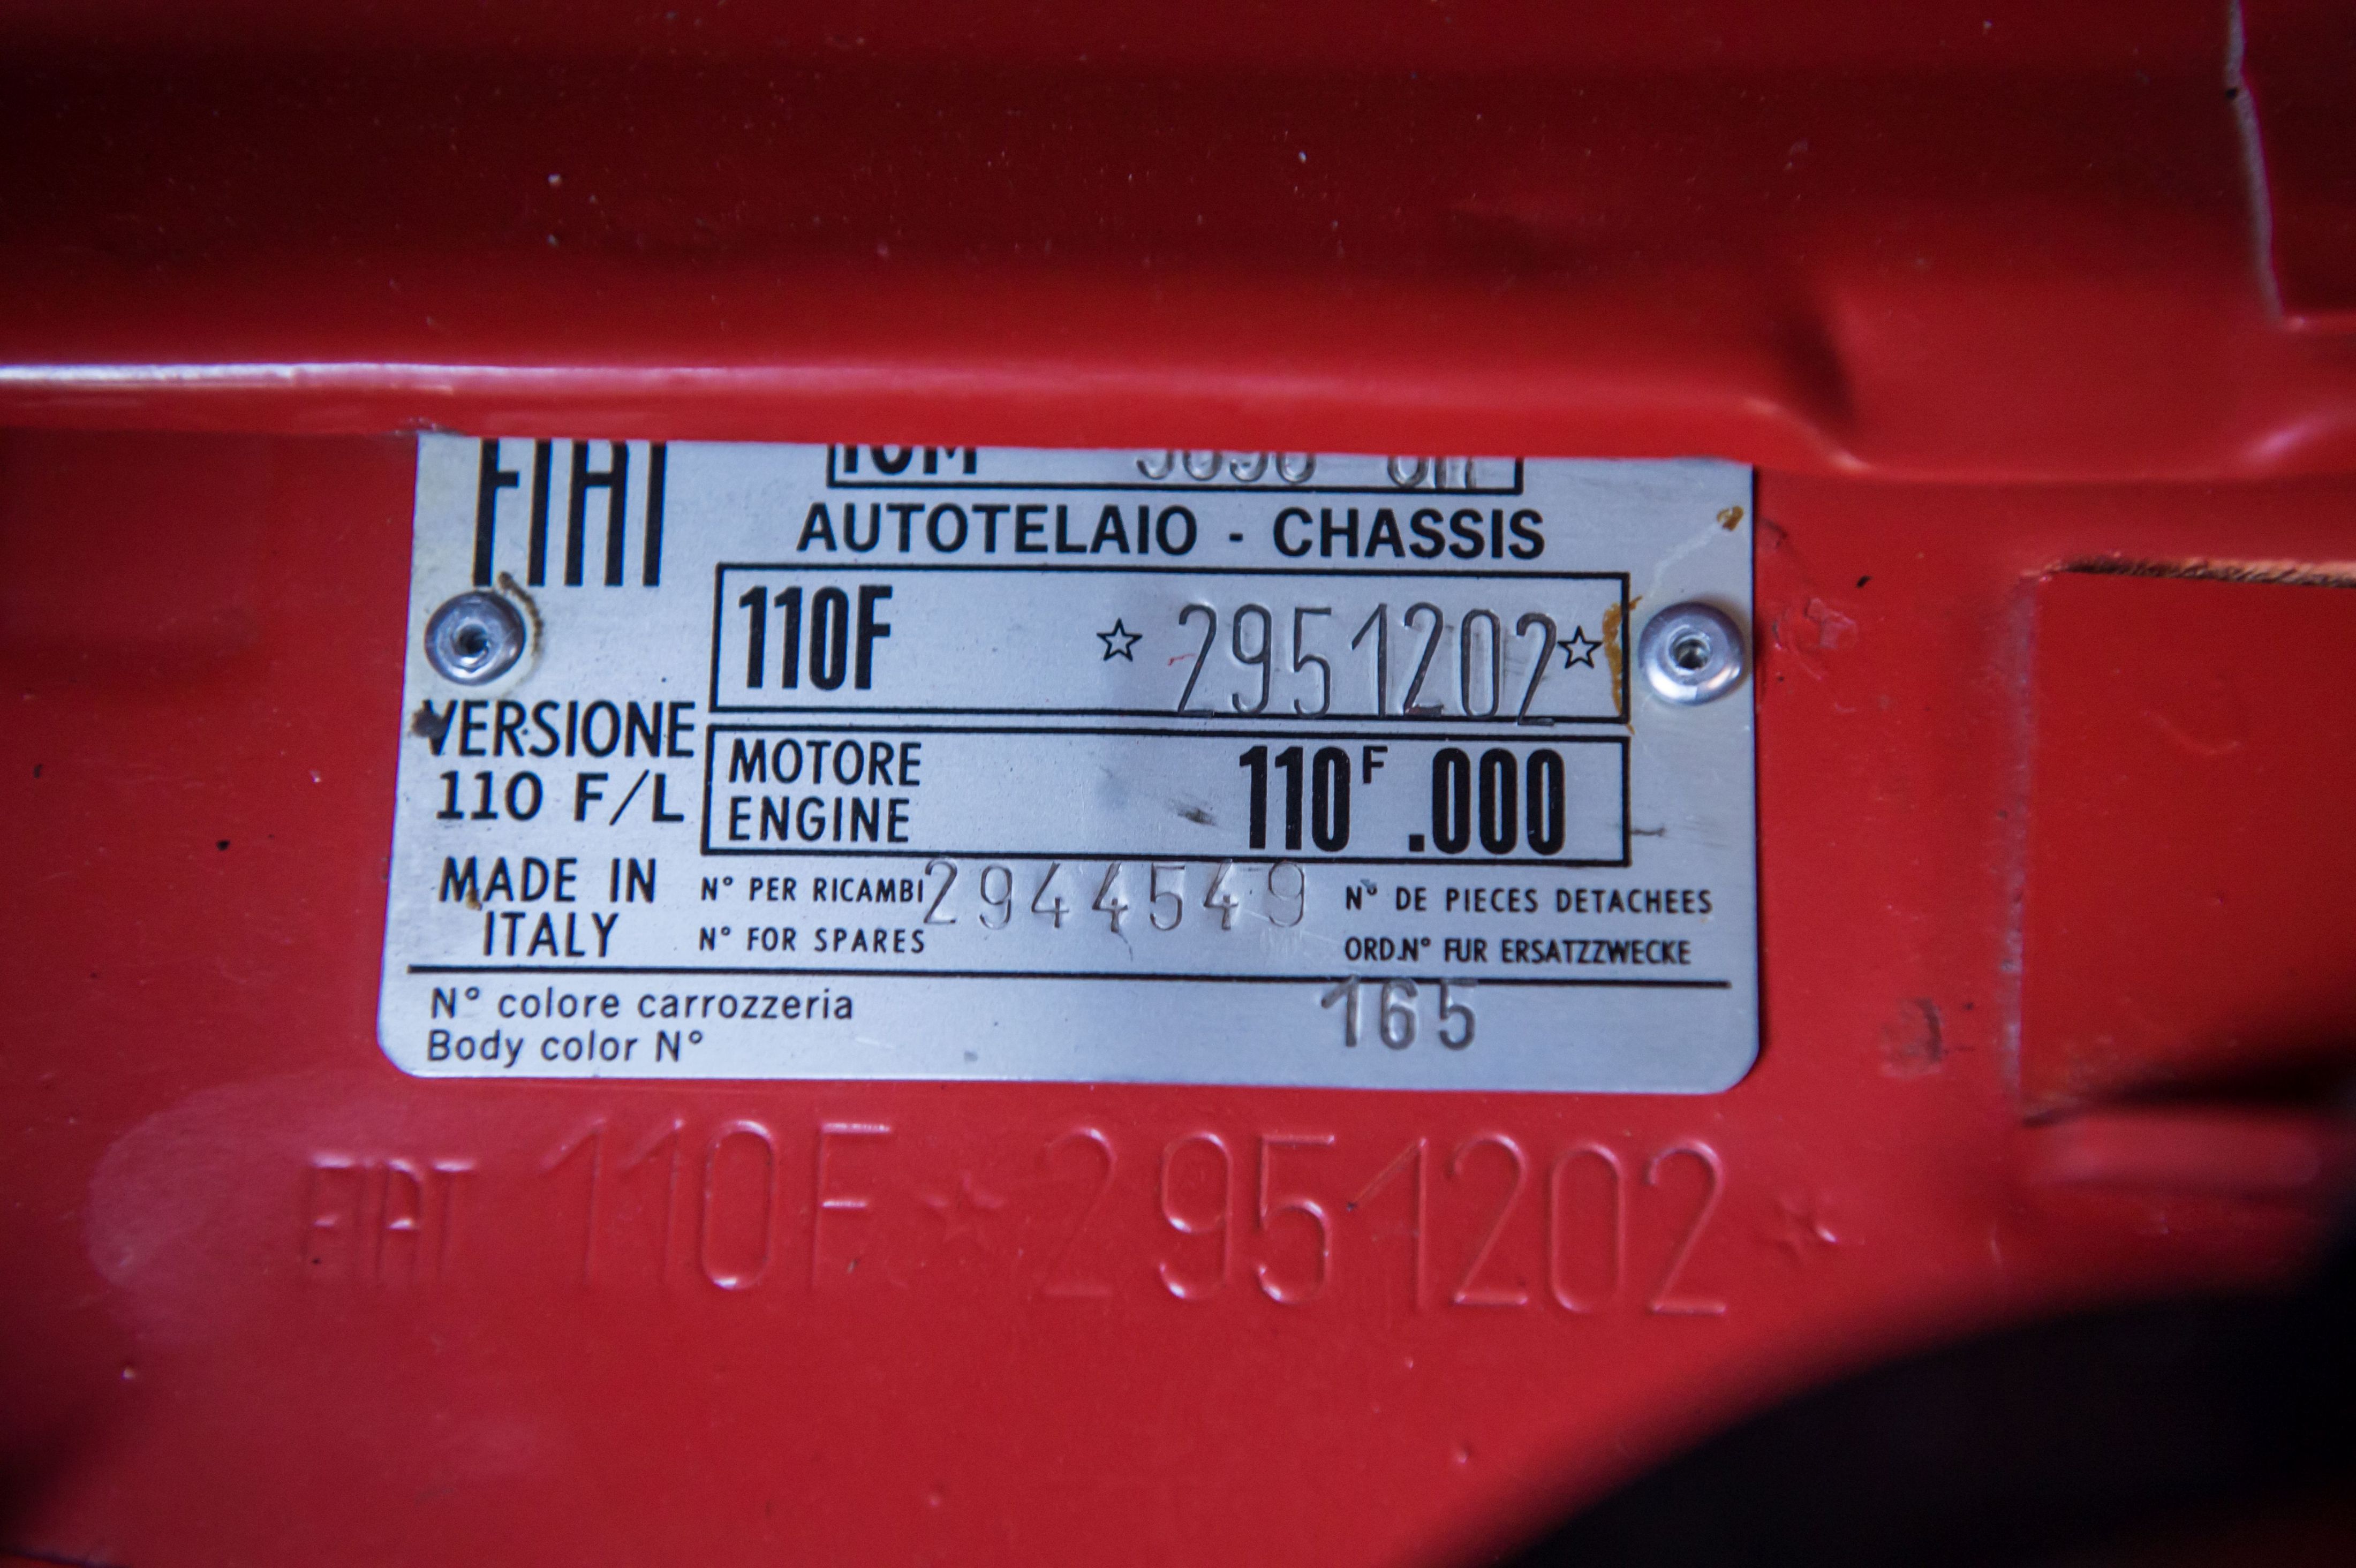 FIAT
AUTOTELAIO - CHASSIS
110F ☆ 2951202 ☆
VERSIONE
110 F/L
MOTORE
ENGINE
110F .000
MADE IN
ITALY
N° PER RICAMBI
N° FOR SPARES
2944549
N° DE PIECES DETACHEES
ORD.N° FUR ERSATZZWECKE
N° colore carrozzeria
Body color N°
165
FIAT 110F ★ 2951202 ★